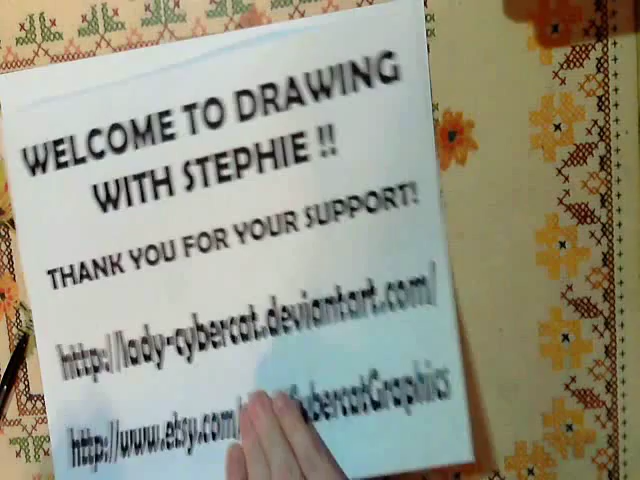 WELCOME TO DRAWING
WITH STEPHIE !!
THANK YOU FOR YOUR SUPPORT!
http://lady-cybercat.deviantart.com/
http://www.etsy.com/ CybercatGraphics